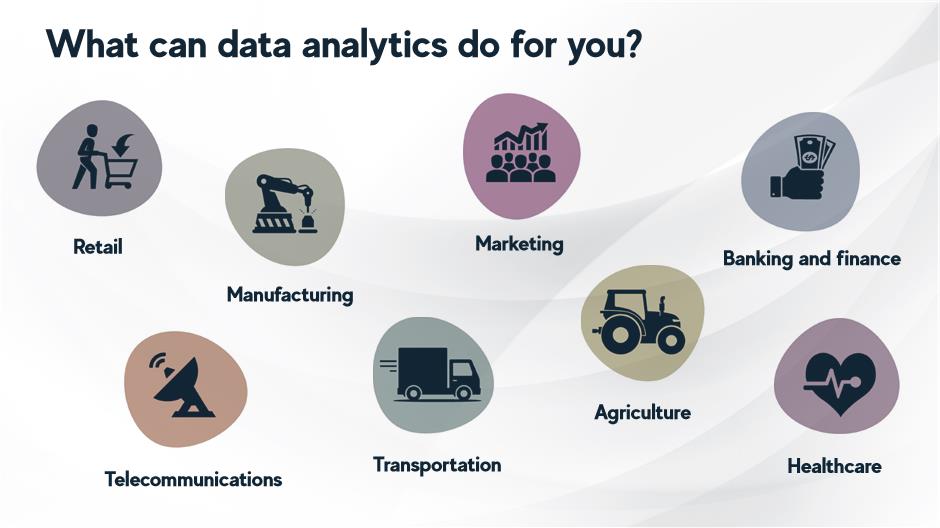 What can data analytics do for you?
Retail
Manufacturing
Marketing
Banking and finance
Telecommunications
Transportation
Agriculture
Healthcare